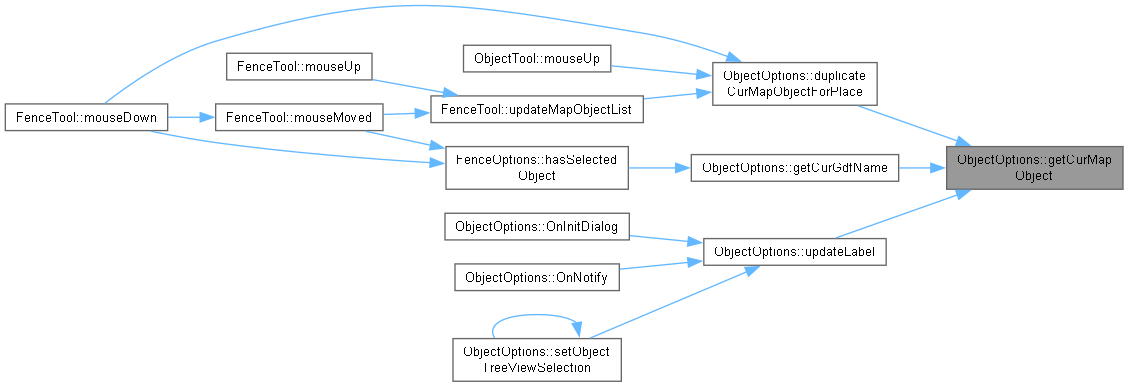 ObjectTool::mouseUp
FenceTool::mouseUp
ObjectOptions::duplicate
CurMapObjectForPlace
FenceTool::mouseDown
FenceTool::mouseMoved
FenceTool::updateMapObjectList
FenceOptions::hasSelected
Object
ObjectOptions::getCurGdfName
ObjectOptions::getCurMap
Object
ObjectOptions::OnInitDialog
ObjectOptions::updateLabel
ObjectOptions::OnNotify
ObjectOptions::setObject
TreeViewSelection